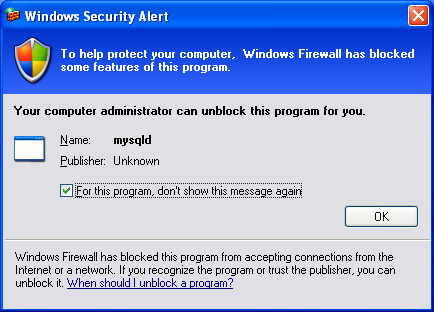 Windows Security Alert
To help protect your computer, Windows Firewall has blocked
some features of this program.
Your computer administrator can unblock this program for you.
Name: mysqld
Publisher: Unknown
For this program, don't show this message again
OK
Windows Firewall has blocked this program from accepting connections from the
Internet or a network. If you recognize the program or trust the publisher, you can
unblock it. When should I unblock a program?